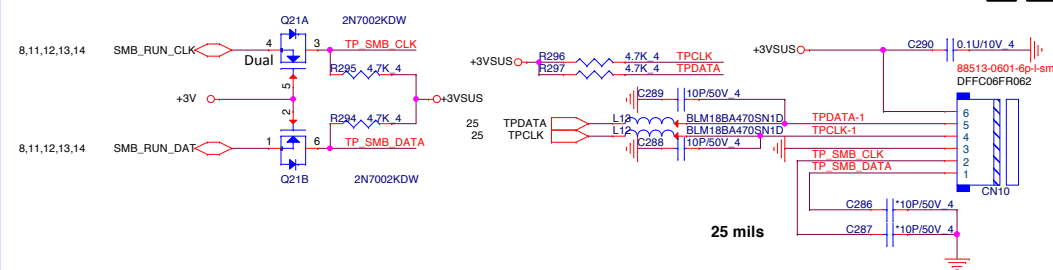 Q21A 2N7002KDW
8,11,12,13,14 SMB_RUN_CLK 4 3 TP_SMB_CLK
Dual
R295 4.7K_4
5
+3V +3VSUS
2
R294 4.7K_4
8,11,12,13,14 SMB_RUN_DAT 1 6 TP_SMB_DATA
Q21B 2N7002KDW
+3VSUS R296 4.7K_4 TPCLK
R297 4.7K_4 TPDATA
C289 10P/50V_4
25 TPDATA L13 BLM18BA470SN1D TPDATA-1
25 TPCLK L12 BLM18BA470SN1D TPCLK-1
C288 10P/50V_4
+3VSUS C290 0.1U/10V_4
88513-0601-6p-l-sm
DFFC06FR062
6
5
4
3
TP_SMB_CLK 2
TP_SMB_DATA 1
CN10
C286 *10P/50V_4
C287 *10P/50V_4
25 mils